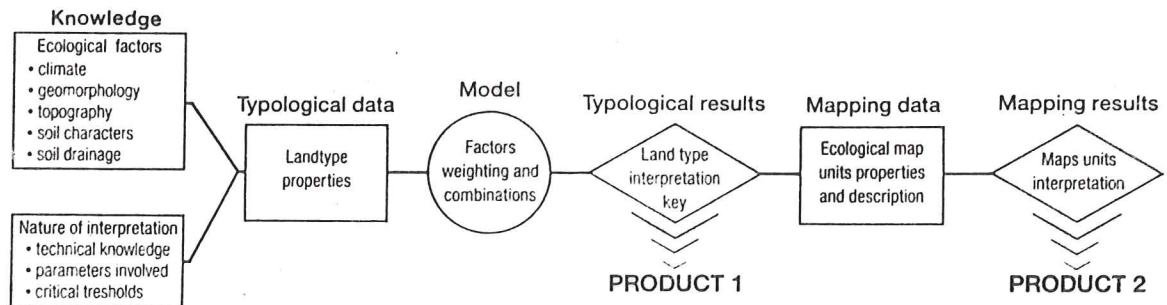 Knowledge
Ecological factors
• climate
• geomorphology
• topography
• soil characters
• soil drainage
Nature of interpretation
• technical knowledge
• parameters involved
• critical tresholds
Typological data
Landtype
properties
Model
Factors
weighting and
combinations
Typological results
Land type
interpretation
key
PRODUCT 1
Mapping data
Ecological map
units properties
and description
Mapping results
Maps units
interpretation
PRODUCT 2